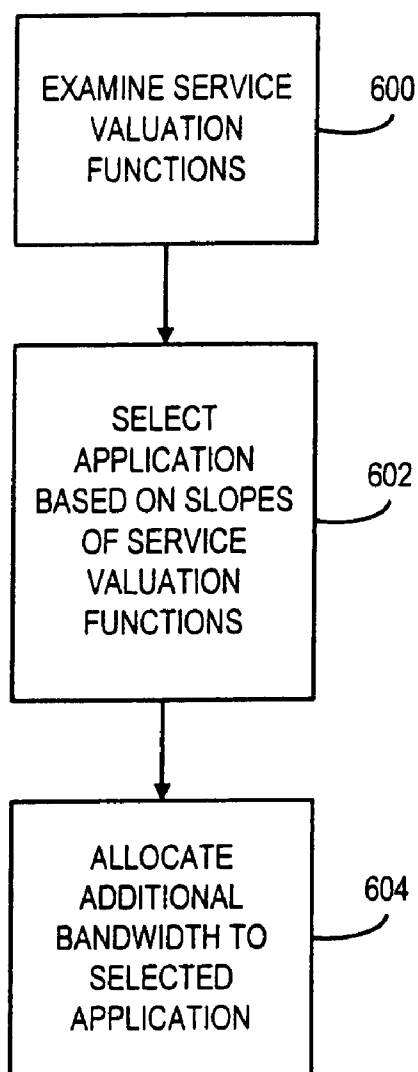 EXAMINE SERVICE
VALUATION
FUNCTIONS
600
SELECT
APPLICATION
BASED ON SLOPES
OF SERVICE
VALUATION
FUNCTIONS
602
ALLOCATE
ADDITIONAL
BANDWIDTH TO
SELECTED
APPLICATION
604